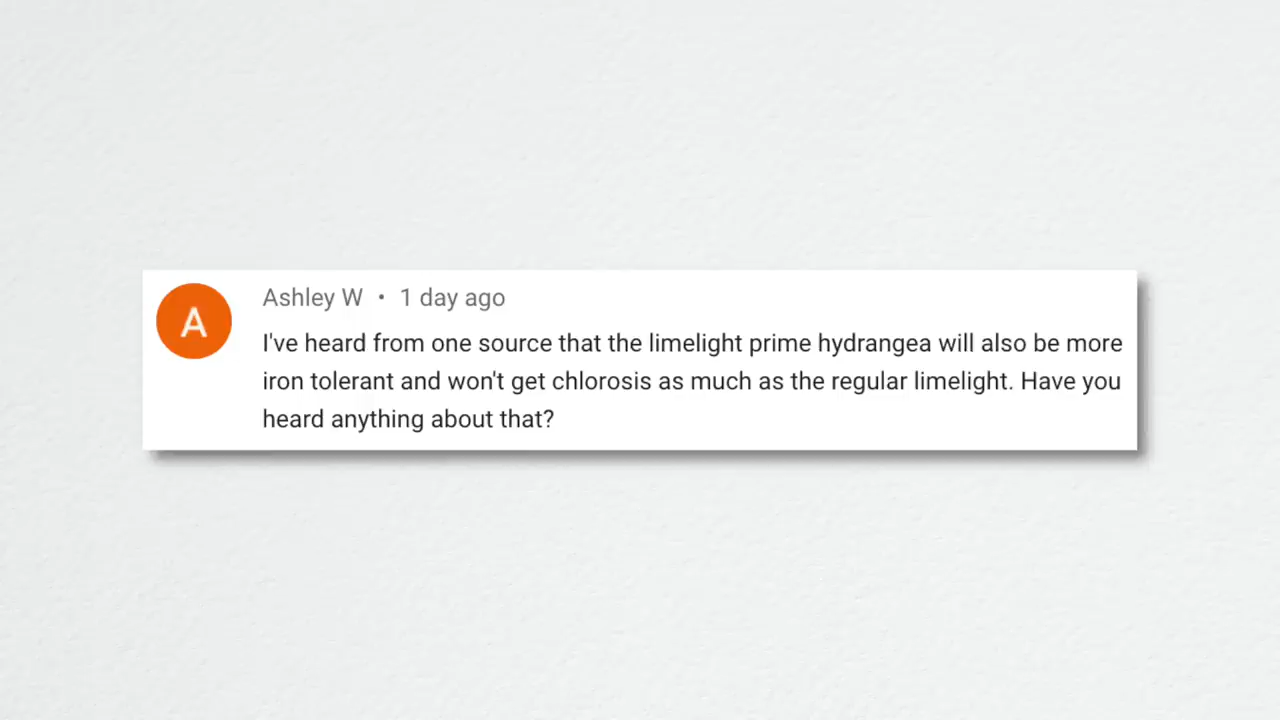 A
Ashley W • 1 day ago
I've heard from one source that the limelight prime hydrangea will also be more
iron tolerant and won't get chlorosis as much as the regular limelight. Have you
heard anything about that?